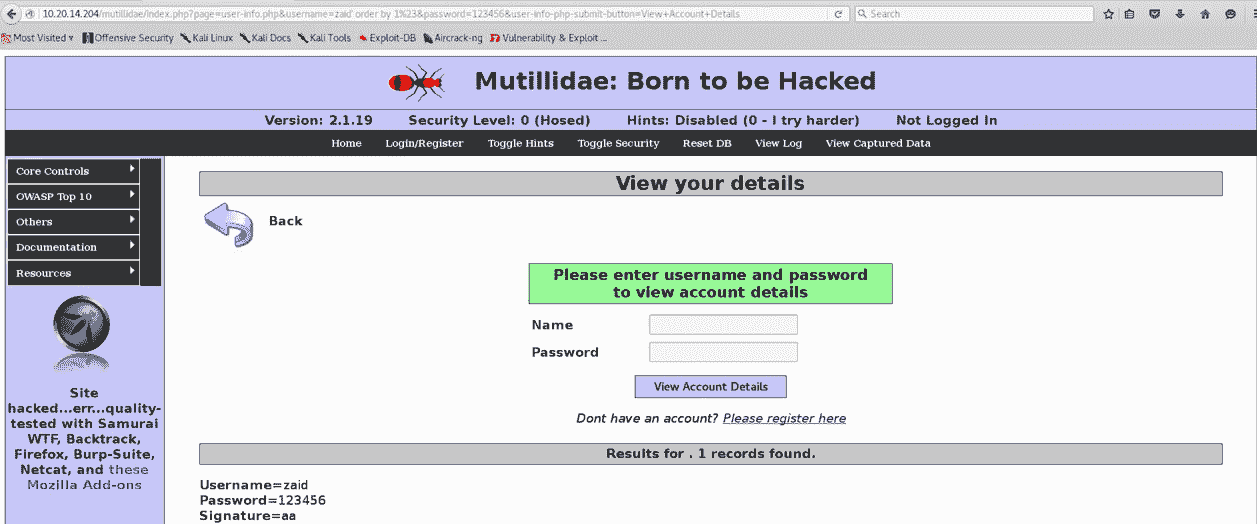 10.20.14.204/mutillidae/index.php?page=user-info.php&username=zaid' order by 1%23&password=123456&user-info-php-submit-button=View+Account+Details
Search
Most Visited
Offensive Security
Kali Linux
Kali Docs
Kali Tools
Exploit-DB
Aircrack-ng
Vulnerability & Exploit ...
Mutillidae: Born to be Hacked
Version: 2.1.19
Security Level: 0 (Hosed)
Hints: Disabled (0 - I try harder)
Not Logged In
Home
Login/Register
Toggle Hints
Toggle Security
Reset DB
View Log
View Captured Data
Core Controls
OWASP Top 10
Others
Documentation
Resources
Site
hacked...err...quality-
tested with Samurai
WTF, Backtrack,
Firefox, Burp-Suite,
Netcat, and these
Mozilla Add-ons
View your details
Back
Please enter username and password
to view account details
Name
Password
View Account Details
Dont have an account? Please register here
Results for . 1 records found.
Username=zaid
Password=123456
Signature=aa